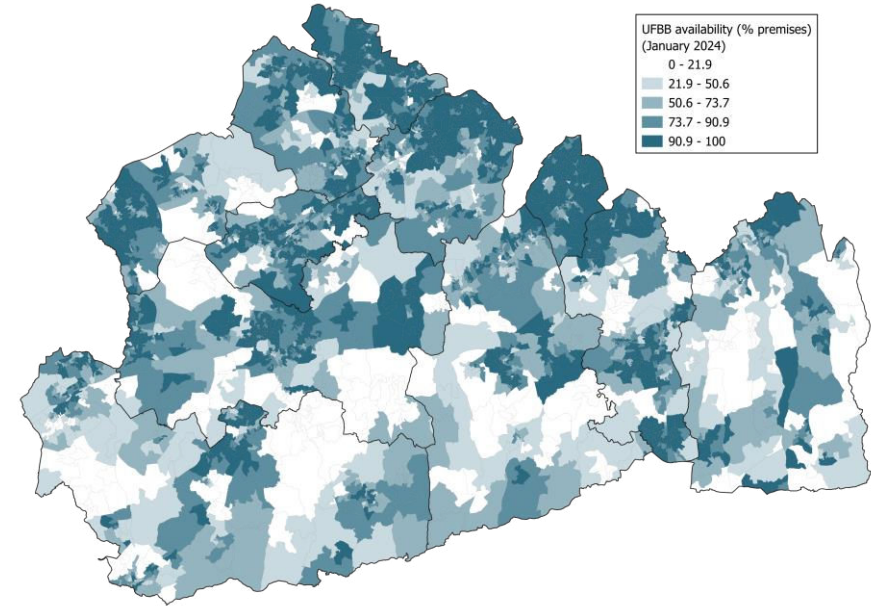 UFBB availability (% premises)
(January 2024)
0 - 21.9
21.9 - 50.6
50.6 - 73.7
73.7 - 90.9
90.9 - 100